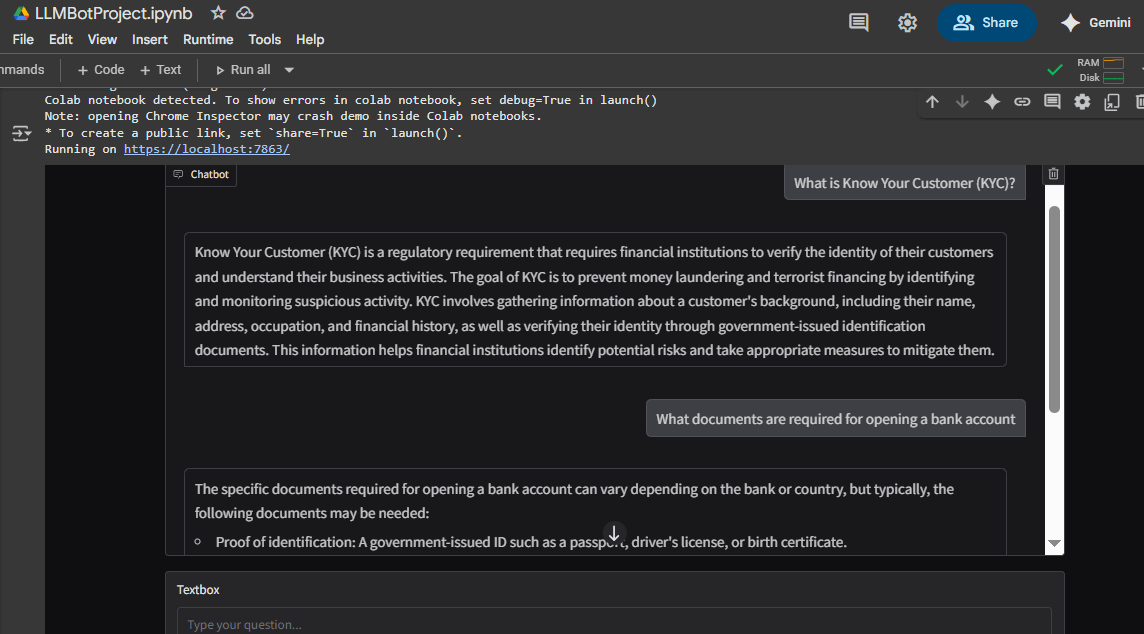 LLMBotProject.ipynb
File Edit View Insert Runtime Tools Help
Share
Gemini
mmands + Code + Text Run all
RAM
Disk
Colab notebook detected. To show errors in colab notebook, set debug=True in launch()
Note: opening Chrome Inspector may crash demo inside Colab notebooks.
* To create a public link, set `share=True` in `launch()`.
Running on https://localhost:7863/
Chatbot
What is Know Your Customer (KYC)?
Know Your Customer (KYC) is a regulatory requirement that requires financial institutions to verify the identity of their customers
and understand their business activities. The goal of KYC is to prevent money laundering and terrorist financing by identifying
and monitoring suspicious activity. KYC involves gathering information about a customer's background, including their name,
address, occupation, and financial history, as well as verifying their identity through government-issued identification
documents. This information helps financial institutions identify potential risks and take appropriate measures to mitigate them.
What documents are required for opening a bank account
The specific documents required for opening a bank account can vary depending on the bank or country, but typically, the
following documents may be needed:
Proof of identification: A government-issued ID such as a passport, driver's license, or birth certificate.
Textbox
Type your question...